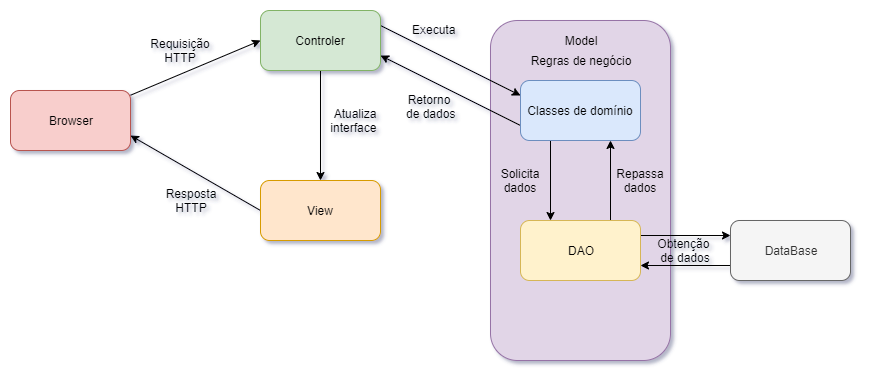 Browser
Requisição
HTTP
Controler
Atualiza
interface
View
Resposta
HTTP
Executa
Retorno
de dados
Model
Regras de negócio
Classes de domínio
Solicita
dados
Repassa
dados
DAO
Obtenção
de dados
DataBase